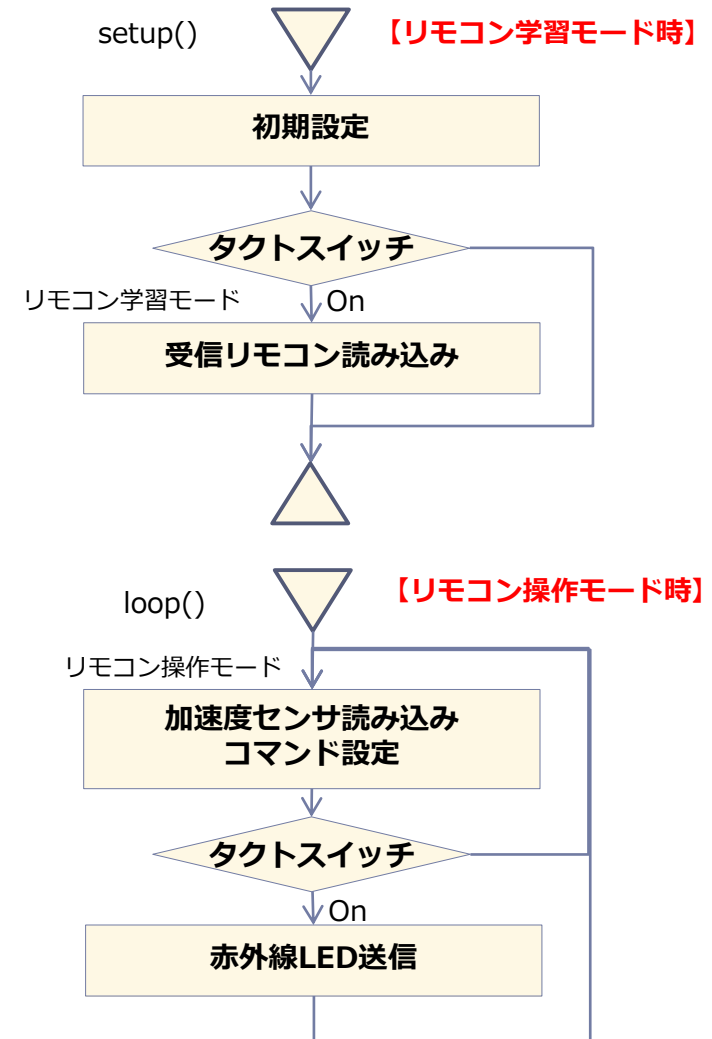 setup()
【リモコン学習モード時】
初期設定
タクトスイッチ
リモコン学習モード
On
受信リモコン読み込み
loop()
【リモコン操作モード時】
リモコン操作モード
加速度センサ読み込み
コマンド設定
タクトスイッチ
On
赤外線LED送信